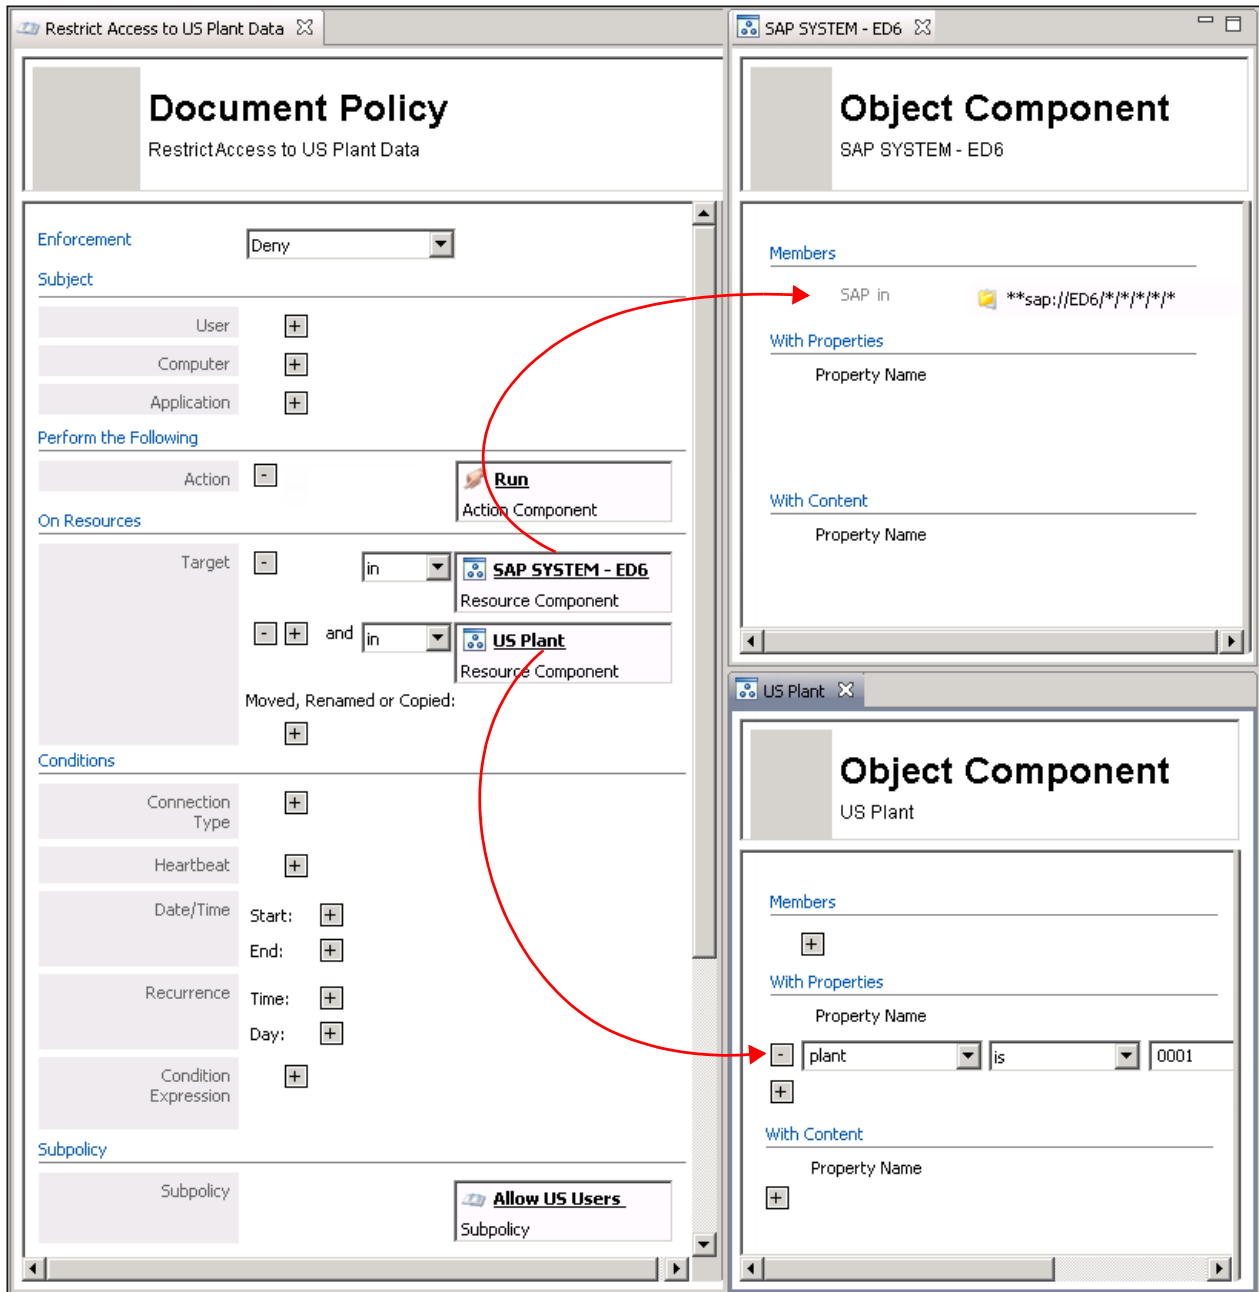 Restrict Access to US Plant Data
Document Policy
Restrict Access to US Plant Data
Enforcement
Deny
Subject
User +
Computer +
Application +
Perform the Following
Action -
Run
Action Component
On Resources
Target - in
SAP SYSTEM - ED6
Resource Component
- + and in
US Plant
Resource Component
Moved, Renamed or Copied:
+
Conditions
Connection
Type
+
Heartbeat +
Date/Time
Start: +
End: +
Recurrence
Time: +
Day: +
Condition
Expression
+
Subpolicy
Subpolicy
Allow US Users
Subpolicy
SAP SYSTEM - ED6
Object Component
SAP SYSTEM - ED6
Members
SAP in **sap://ED6/*/*/*/*/*
With Properties
Property Name
With Content
Property Name
US Plant
Object Component
US Plant
Members
+
With Properties
Property Name
- plant is 0001
+
With Content
Property Name
+